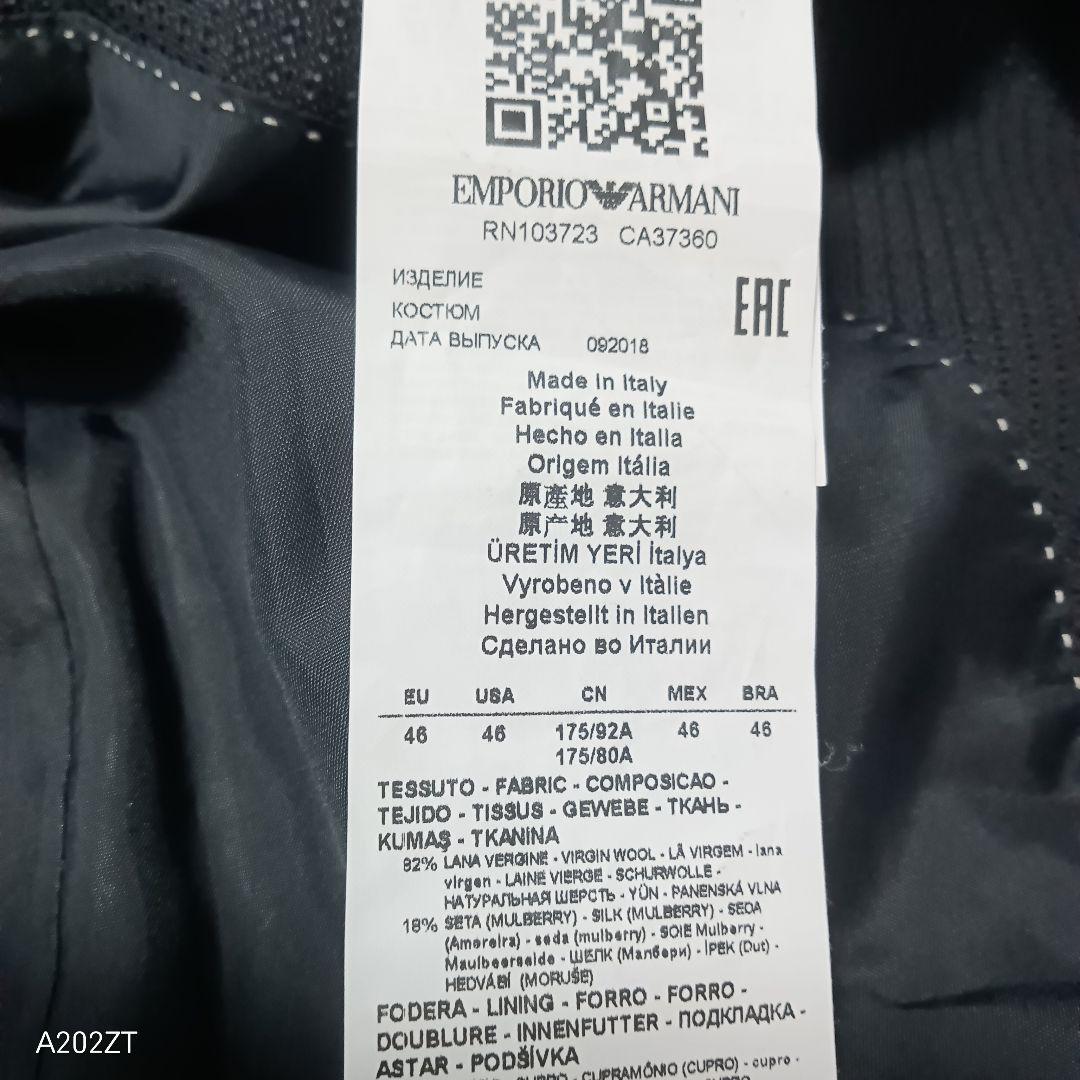 EMPORIO ARMANI
RN103723 CA37360
ИЗДЕЛИЕ
КОСТЮМ
ДАТА ВЫПУСКА 092018
EAC
Made in Italy
Fabriqué en Italie
Hecho en Italia
Origem Itália
原產地 意大利
原产地 意大利
ÜRETİM YERİ İtalya
Vyrobeno v Itàlie
Hergestellt in Italien
Сделано во Италии
EU USA CN MEX BRA
46 46 175/92A 46 46
175/80A
TESSUTO - FABRIC - COMPOSICAO -
TEJIDO - TISSUS - GEWEBE - ТКАНЬ -
KUMAŞ - TKANINA
82% LANA VERGINE - VIRGIN WOOL - LÃ VIRGEM - lana
virgen - LAINE VIERGE - SCHURWOLLE -
НАТУРАЛЬНАЯ ШЕРСТЬ - YÜN - PANENSKÁ VLNA
18% SETA (MULBERRY) - SILK (MULBERRY) - SEDA
(Amoreira) - seda (mulberry) - SOIE Mulberry -
Maulbeerseide - ШЕЛК (Малбери) - İPEK (Dut) -
HEDVÁBÍ (MORUŠE)
FODERA - LINING - FORRO - FORRO -
DOUBLURE - INNENFUTTER - ПОДКЛАДКА -
ASTAR - PODŠÍVKA
CUPRO - CUPRAMÓNIO (CUPRO) - cupro -
A202ZT